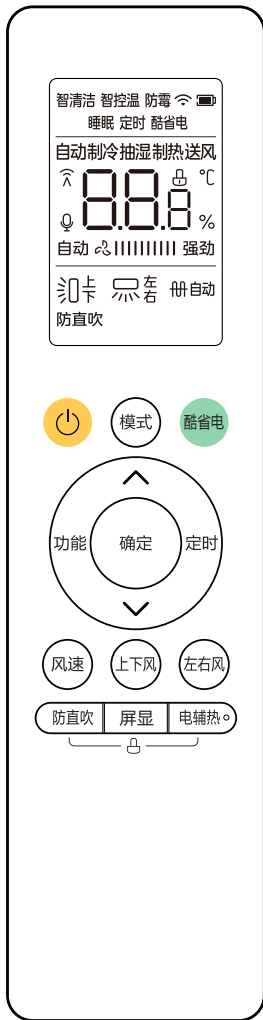 智清洁 智控温 防霉
睡眠 定时 酷省电
自动制冷抽湿制热送风
88.8 ℃
%
自动 强劲
上下 左右 自动
防直吹
模式 酷省电
功能 确定 定时
风速 上下风 左右风
防直吹 屏显 电辅热